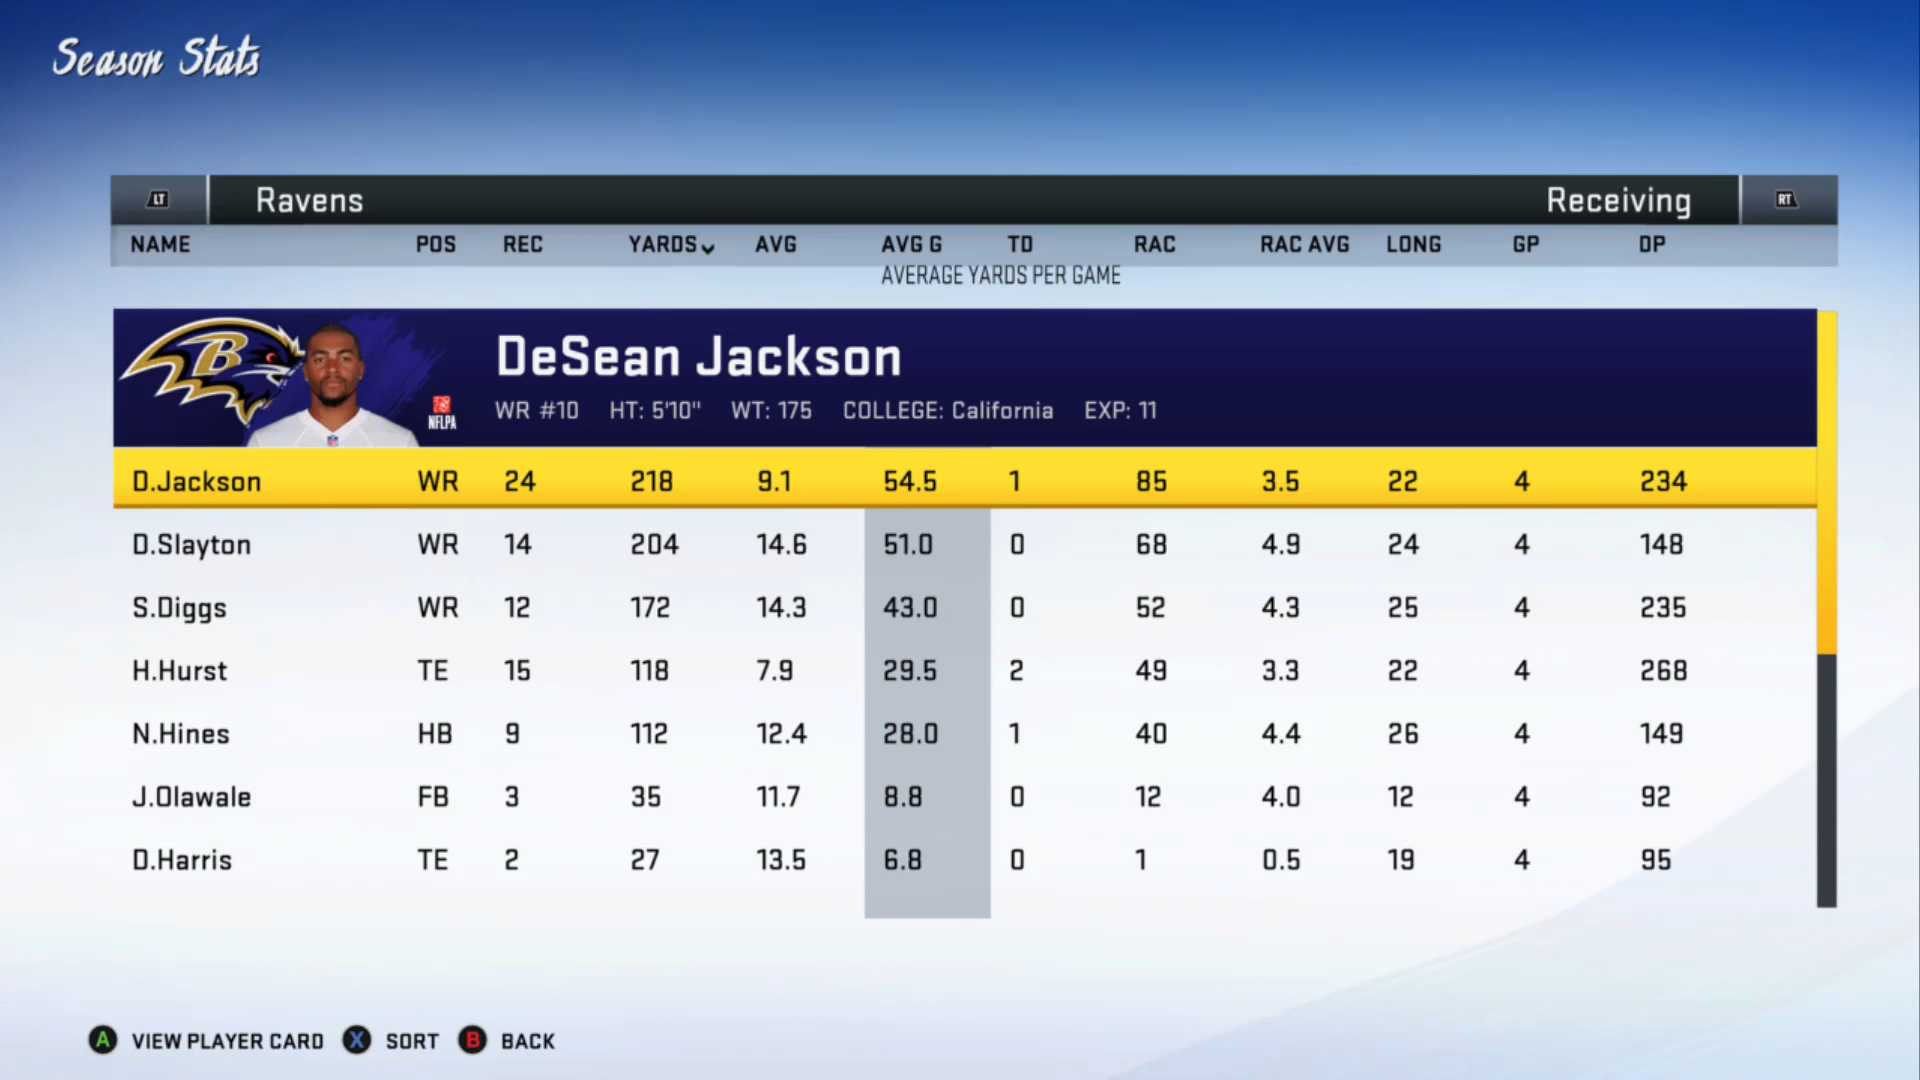 Season Stats
LT Ravens Receiving RT
NAME POS REC YARDS AVG AVG G TD RAC RAC AVG LONG GP DP
AVERAGE YARDS PER GAME
B
DeSean Jackson
NFLPA WR #10 HT: 5'10" WT: 175 COLLEGE: California EXP: 11
D.Jackson WR 24 218 9.1 54.5 1 85 3.5 22 4 234
D.Slayton WR 14 204 14.6 51.0 0 68 4.9 24 4 148
S.Diggs WR 12 172 14.3 43.0 0 52 4.3 25 4 235
H.Hurst TE 15 118 7.9 29.5 2 49 3.3 22 4 268
N.Hines HB 9 112 12.4 28.0 1 40 4.4 26 4 149
J.Olawale FB 3 35 11.7 8.8 0 12 4.0 12 4 92
D.Harris TE 2 27 13.5 6.8 0 1 0.5 19 4 95
A VIEW PLAYER CARD X SORT B BACK